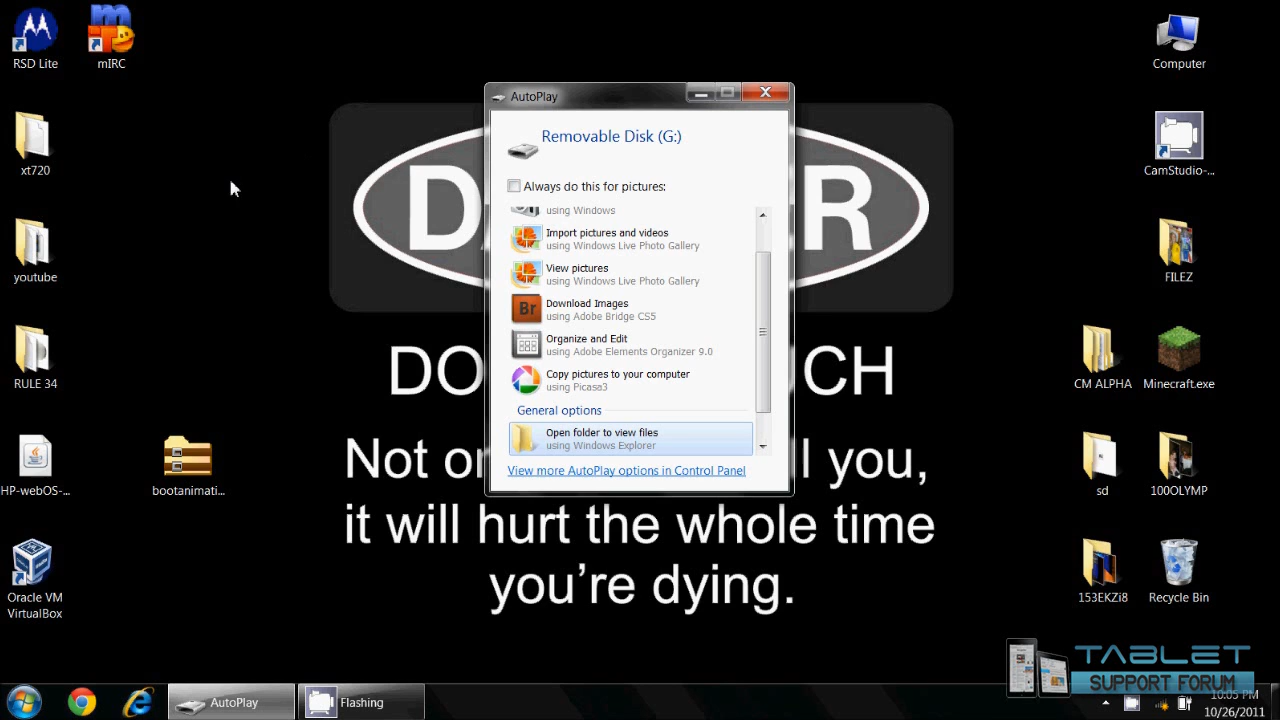 RSD Lite
mIRC
xt720
youtube
RULE 34
HP-webOS-...
bootanimati...
Oracle VM
VirtualBox
AutoPlay
Removable Disk (G:)
Always do this for pictures:
using Windows
Import pictures and videos
using Windows Live Photo Gallery
View pictures
using Windows Live Photo Gallery
Br
Download Images
using Adobe Bridge CS5
Organize and Edit
using Adobe Elements Organizer 9.0
Copy pictures to your computer
using Picasa3
General options
Open folder to view files
using Windows Explorer
View more AutoPlay options in Control Panel
DA
R
DO
CH
Not or
l you,
it will hurt the whole time
you're dying.
Computer
CamStudio-...
FILEZ
CM ALPHA
Minecraft.exe
sd
100OLYMP
153EKZi8
Recycle Bin
TABLET
SUPPORT FORUM
AutoPlay
Flashing
10:05 PM
10/26/2011